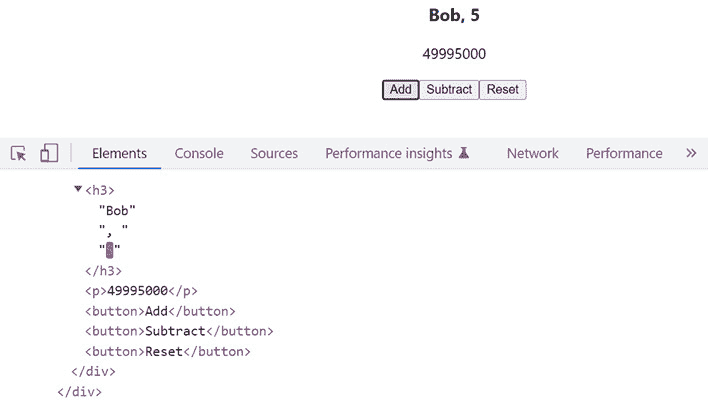 Bob, 5
49995000
Add Subtract Reset
Elements Console Sources Performance insights Network Performance »
▼<h3>
"Bob"
", "
"5"
</h3>
<p>49995000</p>
<button>Add</button>
<button>Subtract</button>
<button>Reset</button>
</div>
</div>